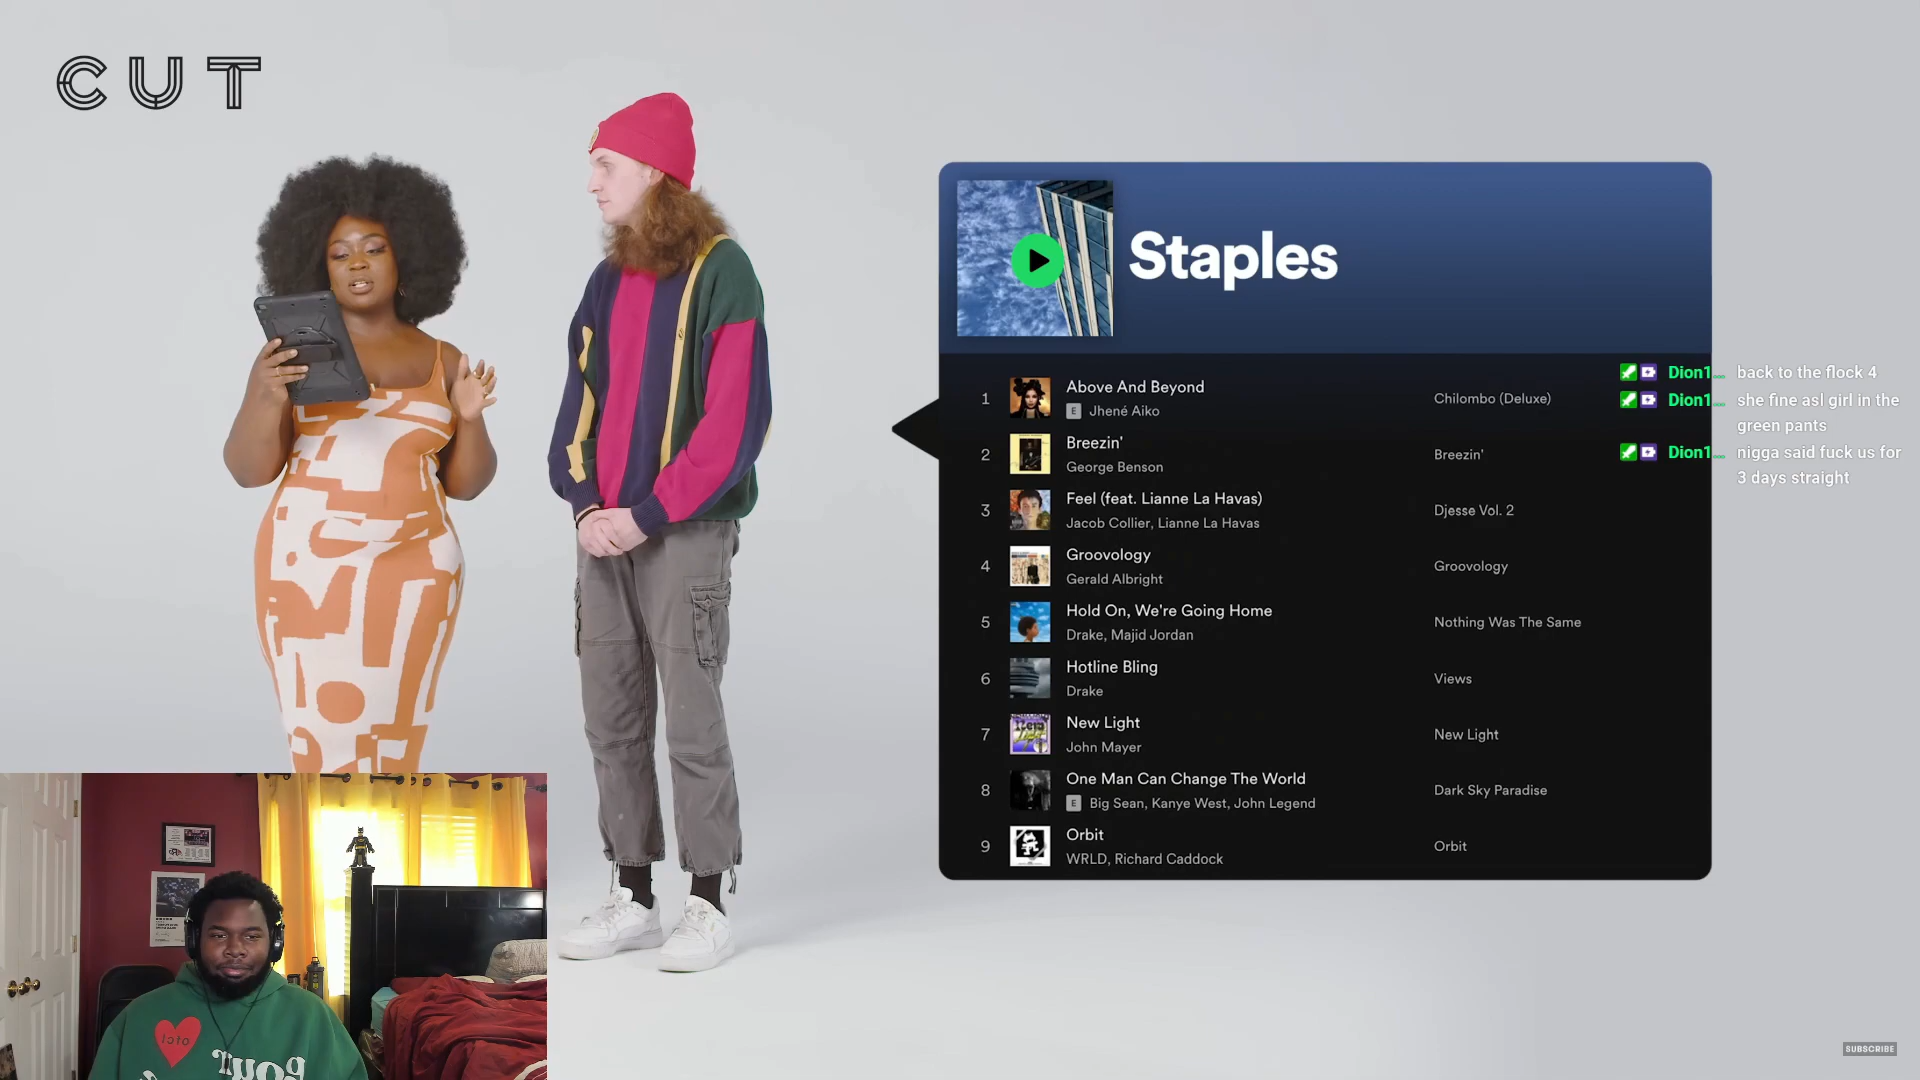 CUT
Staples
1 Above And Beyond Chilombo (Deluxe)
E Jhené Aiko
2 Breezin' Breezin'
George Benson
3 Feel (feat. Lianne La Havas) Djesse Vol. 2
Jacob Collier, Lianne La Havas
4 Groovology Groovology
Gerald Albright
5 Hold On, We're Going Home Nothing Was The Same
Drake, Majid Jordan
6 Hotline Bling Views
Drake
7 New Light New Light
John Mayer
8 One Man Can Change The World Dark Sky Paradise
E Big Sean, Kanye West, John Legend
9 Orbit Orbit
WRLD, Richard Caddock
Dion1... back to the flock 4
Dion1... she fine asl girl in the
green pants
Dion1... nigga said fuck us for
3 days straight
toto
SUBSCRIBE